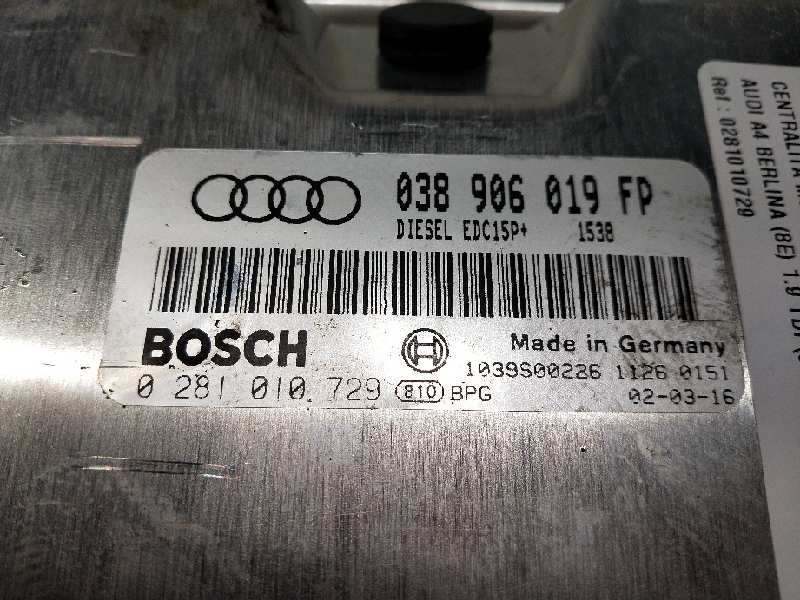 038 906 019 FP
DIESEL EDC15P+ 1538
BOSCH
Made in Germany
1039S00226 1126 0151
0 281 010 729 810 BPG
02-03-16
CENTRALITA
AUDI A4 BERLINA (8E) 1.9 TDI
Ref: 0281010729